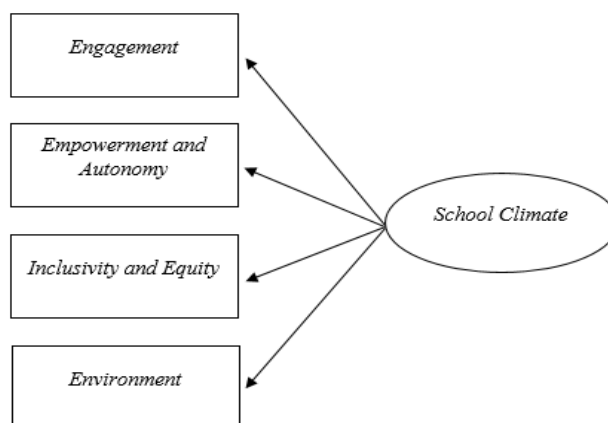 Engagement
Empowerment and
Autonomy
School Climate
Inclusivity and Equity
Environment